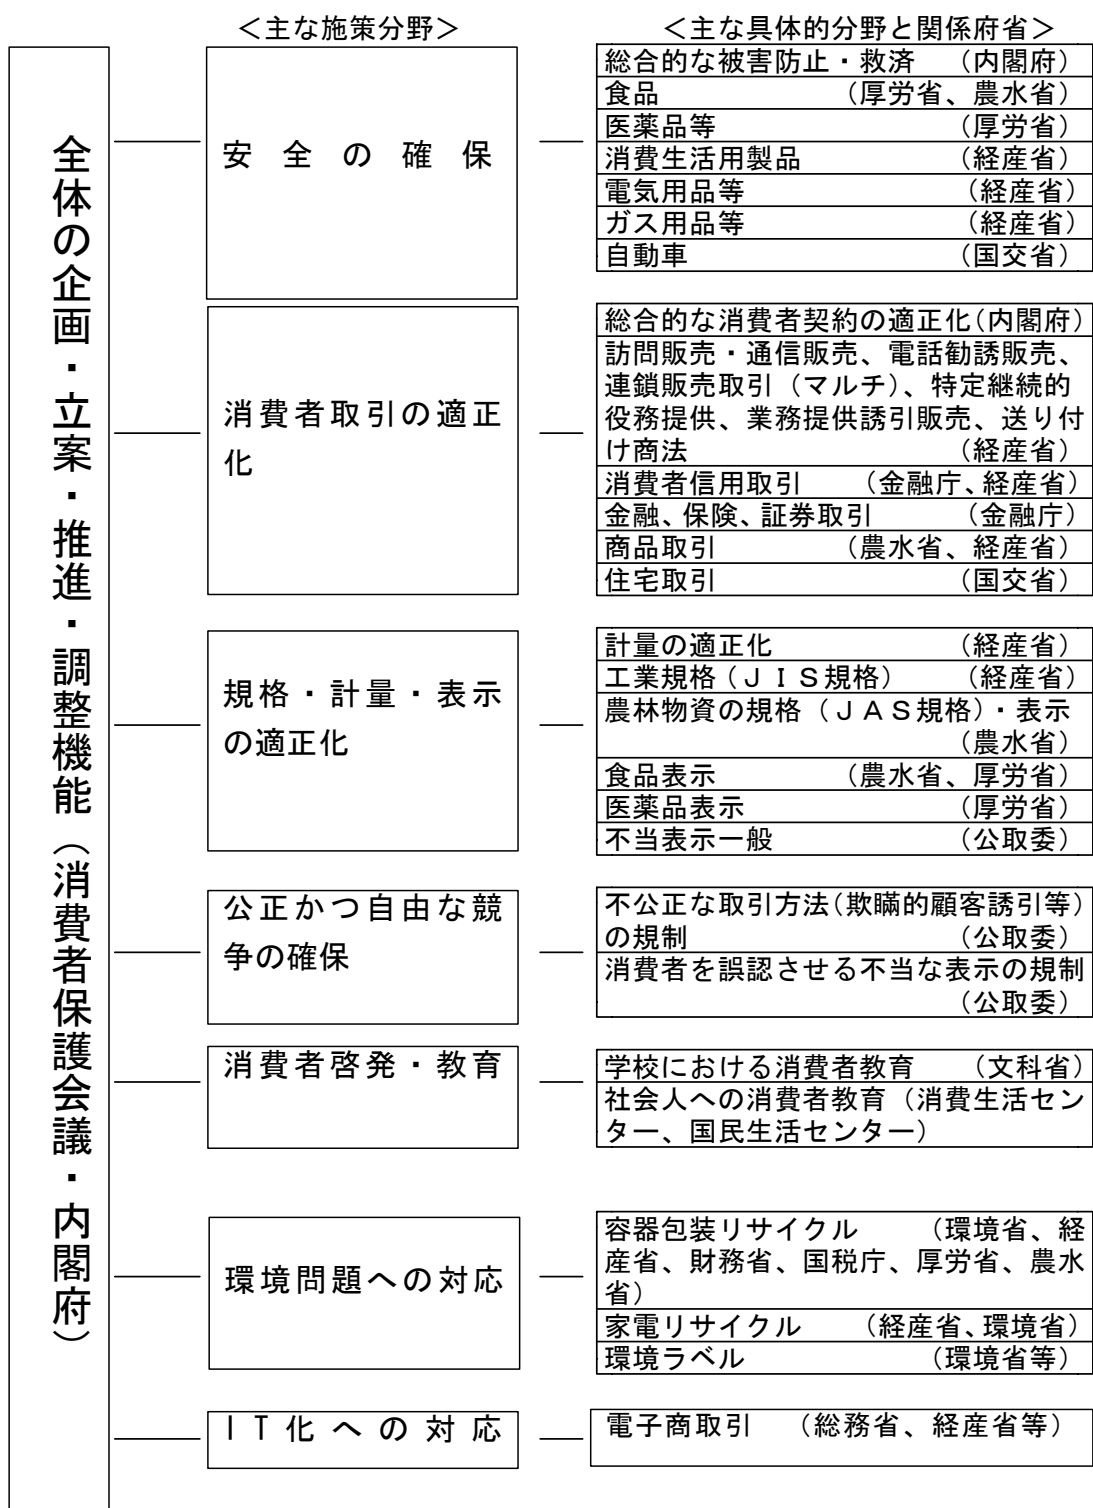 ＜主な施策分野＞
＜主な具体的分野と関係府省＞
全体の企画・立案・推進・調整機能（消費者保護会議・内閣府）
安全の確保
総合的な被害防止・救済　（内閣府）
食品　（厚労省、農水省）
医薬品等　（厚労省）
消費生活用製品　（経産省）
電気用品等　（経産省）
ガス用品等　（経産省）
自動車　（国交省）
消費者取引の適正
化
総合的な消費者契約の適正化（内閣府）
訪問販売・通信販売、電話勧誘販売、
連鎖販売取引（マルチ）、特定継続的
役務提供、業務提供誘引販売、送り付
け商法　（経産省）
消費者信用取引　（金融庁、経産省）
金融、保険、証券取引　（金融庁）
商品取引　（農水省、経産省）
住宅取引　（国交省）
規格・計量・表示
の適正化
計量の適正化　（経産省）
工業規格（ＪＩＳ規格）　（経産省）
農林物資の規格（ＪＡＳ規格）・表示
（農水省）
食品表示　（農水省、厚労省）
医薬品表示　（厚労省）
不当表示一般　（公取委）
公正かつ自由な競
争の確保
不公正な取引方法（欺瞞的顧客誘引等）
の規制　（公取委）
消費者を誤認させる不当な表示の規制
（公取委）
消費者啓発・教育
学校における消費者教育　（文科省）
社会人への消費者教育（消費生活セン
ター、国民生活センター）
環境問題への対応
容器包装リサイクル　（環境省、経
産省、財務省、国税庁、厚労省、農水
省）
家電リサイクル　（経産省、環境省）
環境ラベル　（環境省等）
ＩＴ化への対応
電子商取引　（総務省、経産省等）